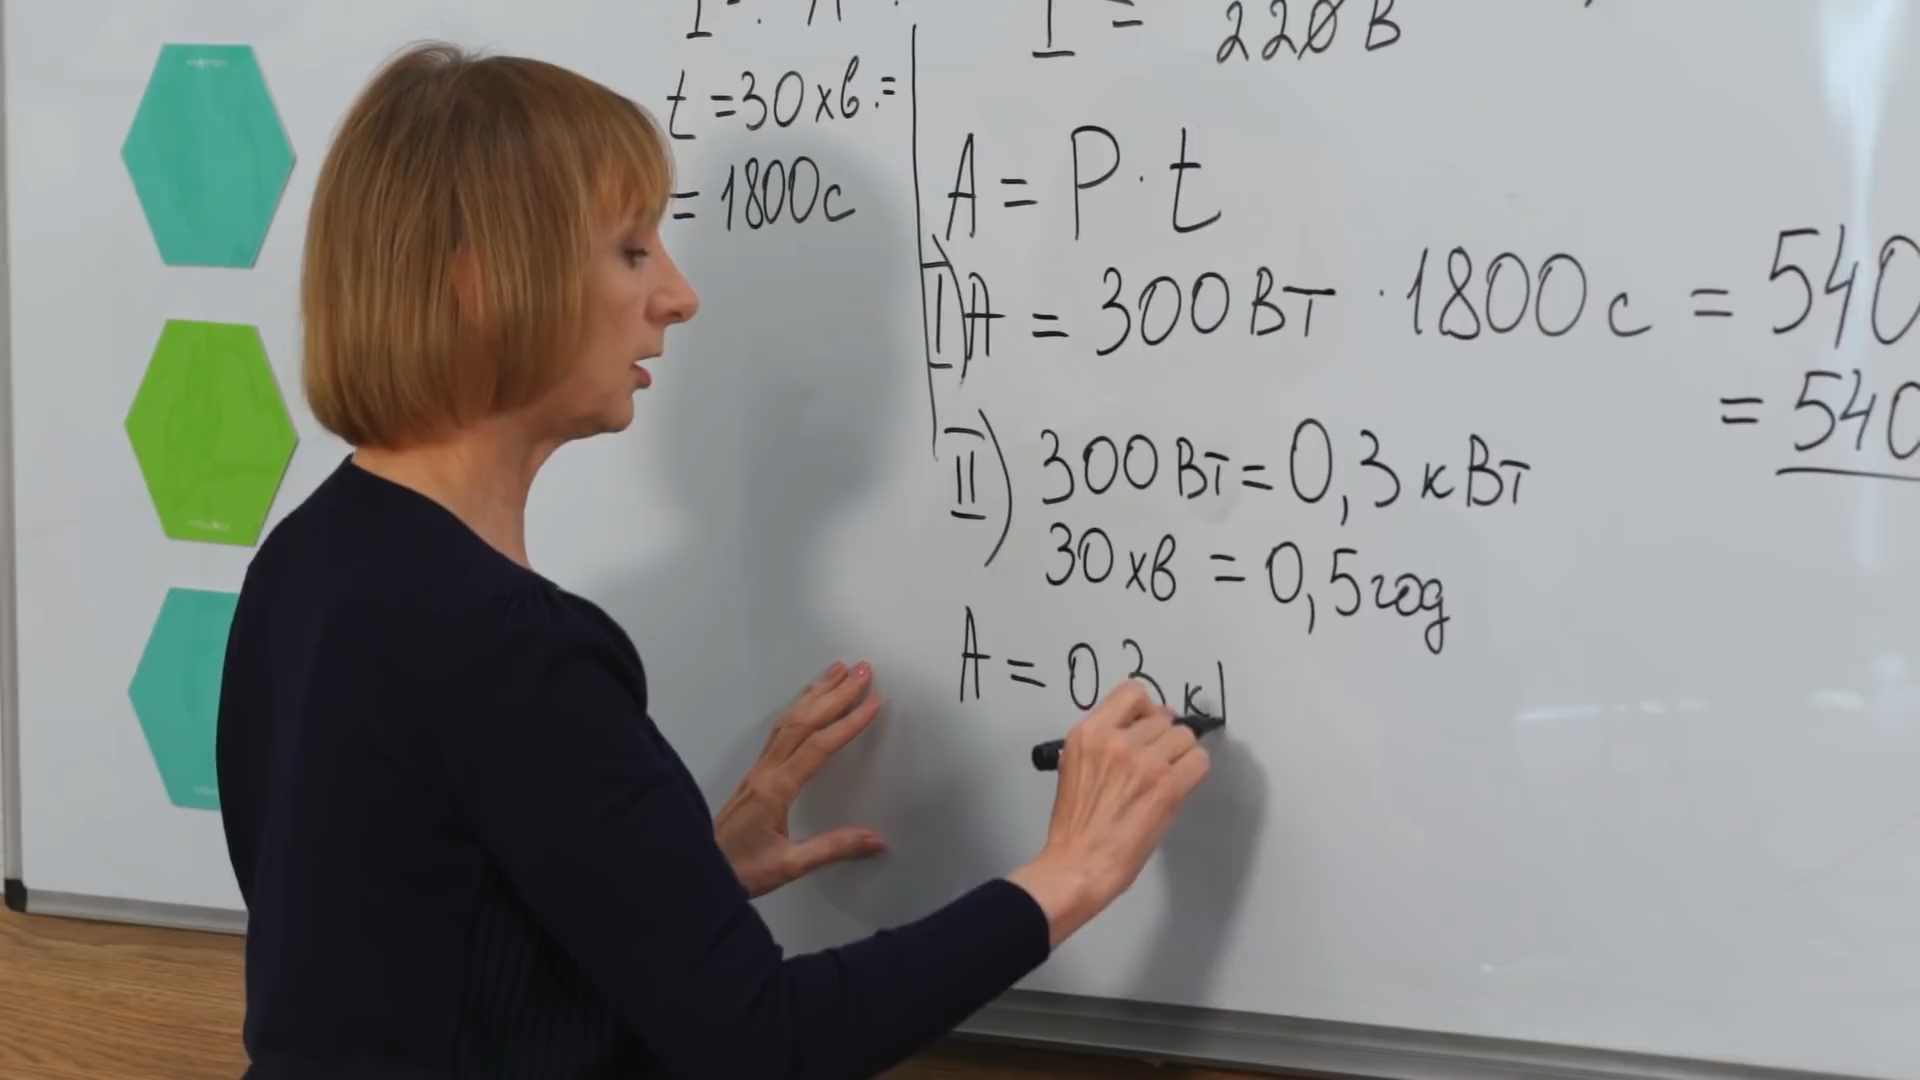 I
t = 30 хв. =
= 1800 с
I =
220 В
A = P · t
I) A = 300 Вт · 1800 с = 540
= 540
II) 300 Вт = 0,3 кВт
30 хв = 0,5 год
A = 0,3 к